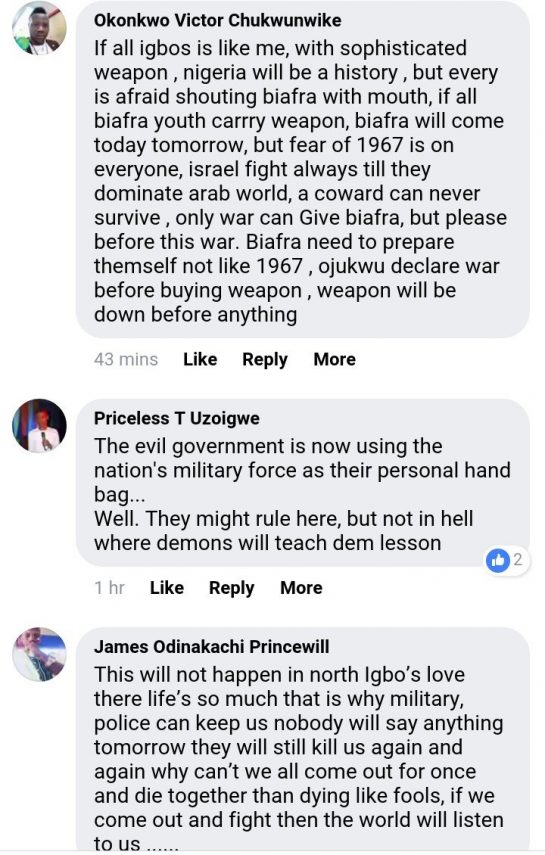 Okonkwo Victor Chukwunwike
If all igbos is like me, with sophisticated
weapon , nigeria will be a history , but every
is afraid shouting biafra with mouth, if all
biafra youth carrry weapon, biafra will come
today tomorrow, but fear of 1967 is on
everyone, israel fight always till they
dominate arab world, a coward can never
survive , only war can Give biafra, but please
before this war. Biafra need to prepare
themself not like 1967 , ojukwu declare war
before buying weapon , weapon will be
down before anything
43 mins Like Reply More
Priceless T Uzoigwe
The evil government is now using the
nation's military force as their personal hand
bag...
Well. They might rule here, but not in hell
where demons will teach dem lesson
2
1 hr Like Reply More
James Odinakachi Princewill
This will not happen in north Igbo’s love
there life’s so much that is why military,
police can keep us nobody will say anything
tomorrow they will still kill us again and
again why can’t we all come out for once
and die together than dying like fools, if we
come out and fight then the world will listen
to us ......